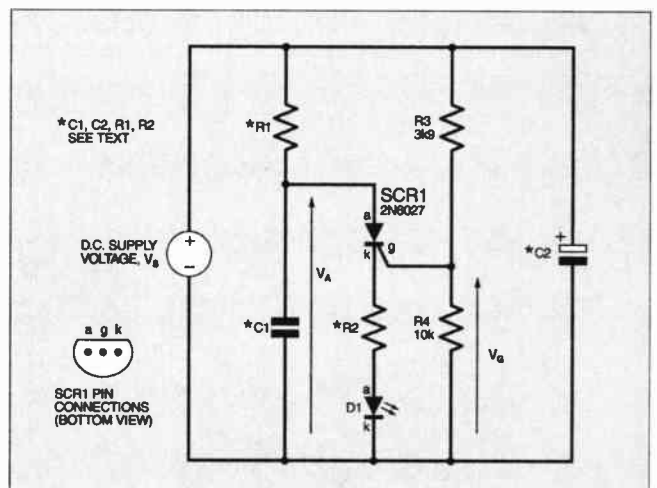 *C1, C2, R1, R2
SEE TEXT
*R1
R3
3k9
SCR1
2N6027
a
g
k
D.C. SUPPLY
VOLTAGE, Vs
+
−
VA
+
*C2
*C1
*R2
R4
10k
VG
a g k
SCR1 PIN
CONNECTIONS
(BOTTOM VIEW)
a
D1
k